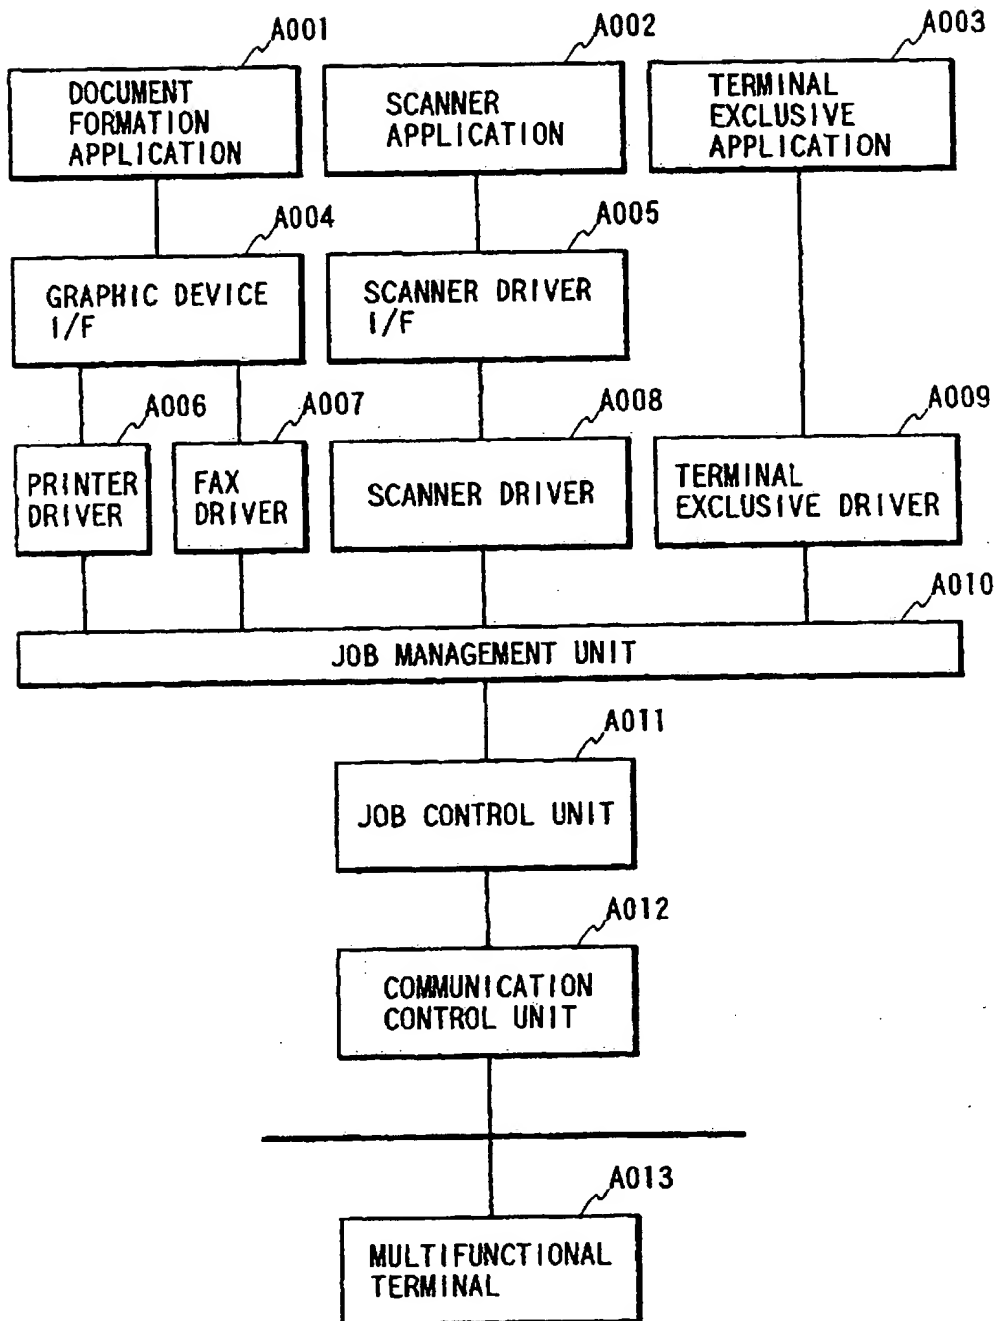 A001
A002
A003
DOCUMENT
FORMATION
APPLICATION
SCANNER
APPLICATION
TERMINAL
EXCLUSIVE
APPLICATION
A004
A005
GRAPHIC DEVICE
I/F
SCANNER DRIVER
I/F
A006
A007
A008
A009
PRINTER
DRIVER
FAX
DRIVER
SCANNER DRIVER
TERMINAL
EXCLUSIVE DRIVER
A010
JOB MANAGEMENT UNIT
A011
JOB CONTROL UNIT
A012
COMMUNICATION
CONTROL UNIT
A013
MULTIFUNCTIONAL
TERMINAL